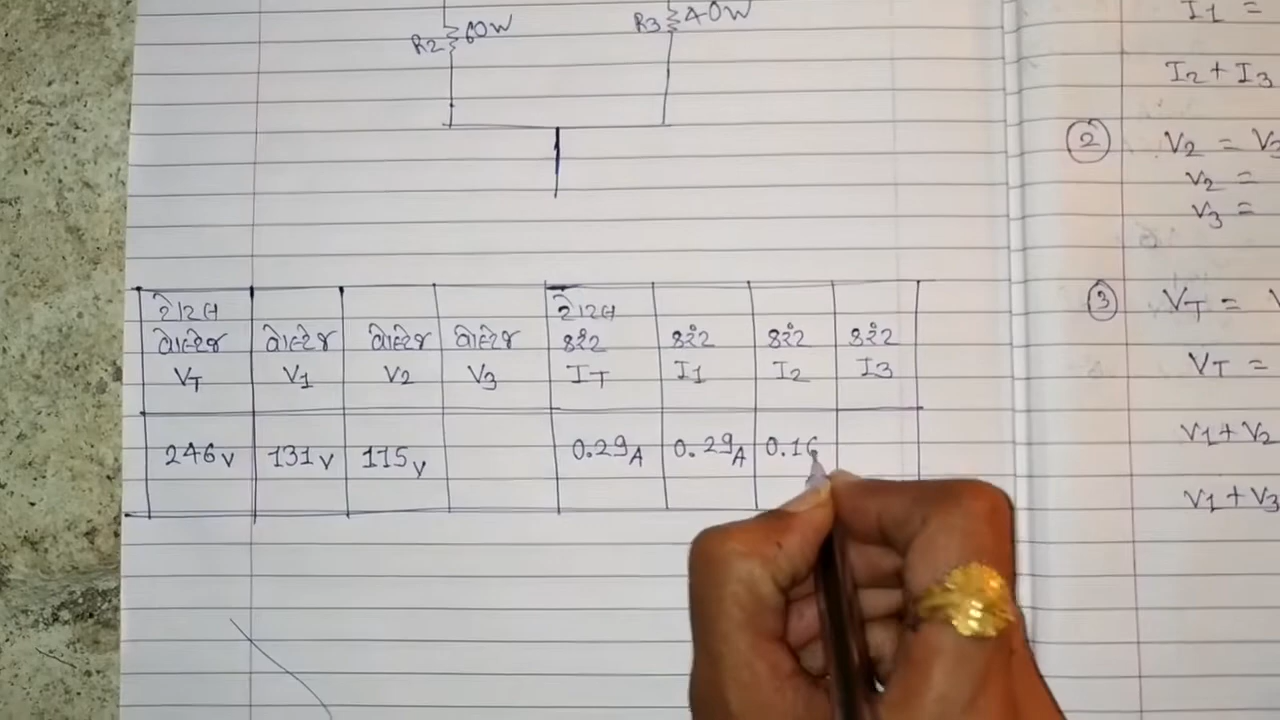 R2 60W
R3 40W
ટોટલ
વોલ્ટેજ
VT
વોલ્ટેજ
V1
વોલ્ટેજ
V2
વોલ્ટેજ
V3
ટોટલ
કરંટ
IT
કરંટ
I1
કરંટ
I2
કરંટ
I3
246V 131V 115V 0.29A 0.29A 0.16
I1 =
I2 + I3
2 V2 = V3
V2 =
V3 =
3 VT =
VT =
V1 + V2
V1 + V3